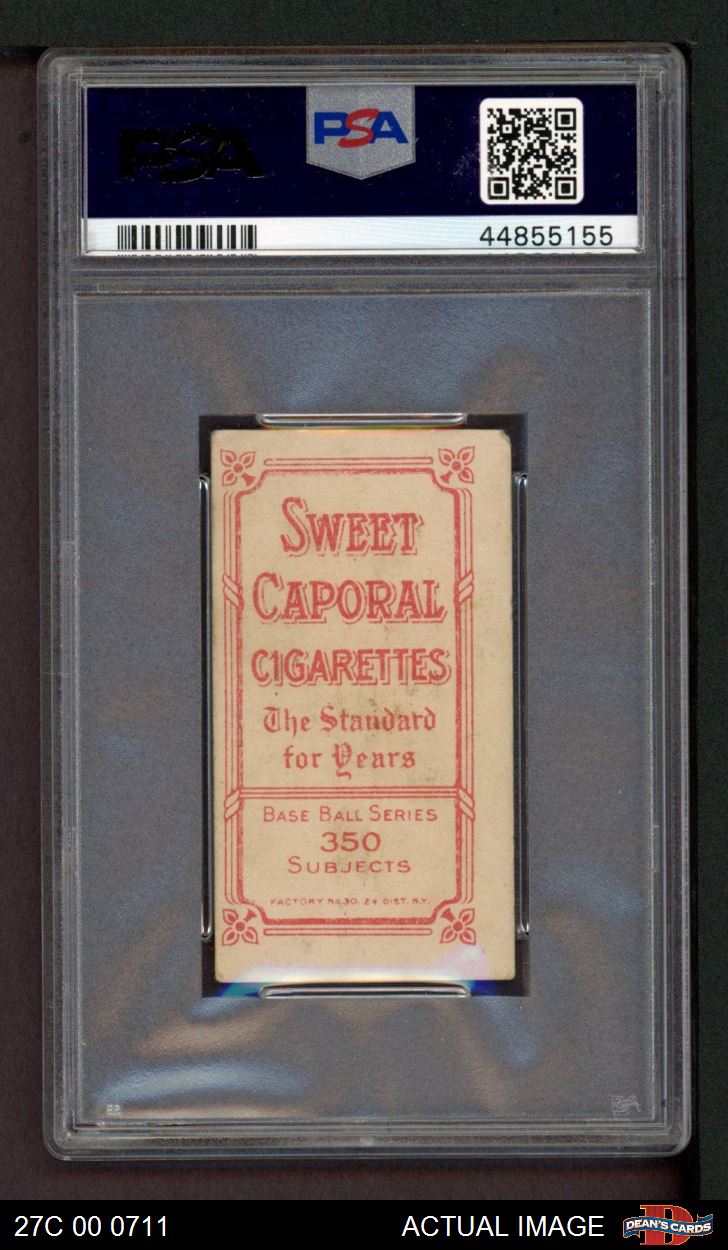 PSA
PSA
44855155
SWEET
CAPORAL
CIGARETTES
The Standard
for Years
BASE BALL SERIES
350
SUBJECTS
FACTORY No 30, 2d DIST. N.Y.
PSA
27C 00 0711
ACTUAL IMAGE
DEAN'S CARDS